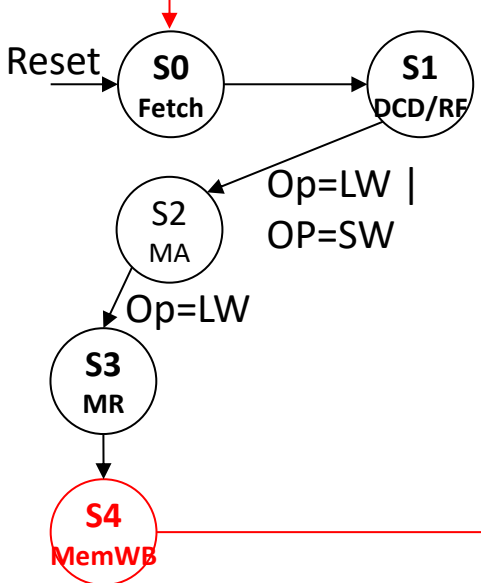 Reset
S0
Fetch
S1
DCD/RF
Op=LW |
OP=SW
S2
MA
Op=LW
S3
MR
S4
MemWB